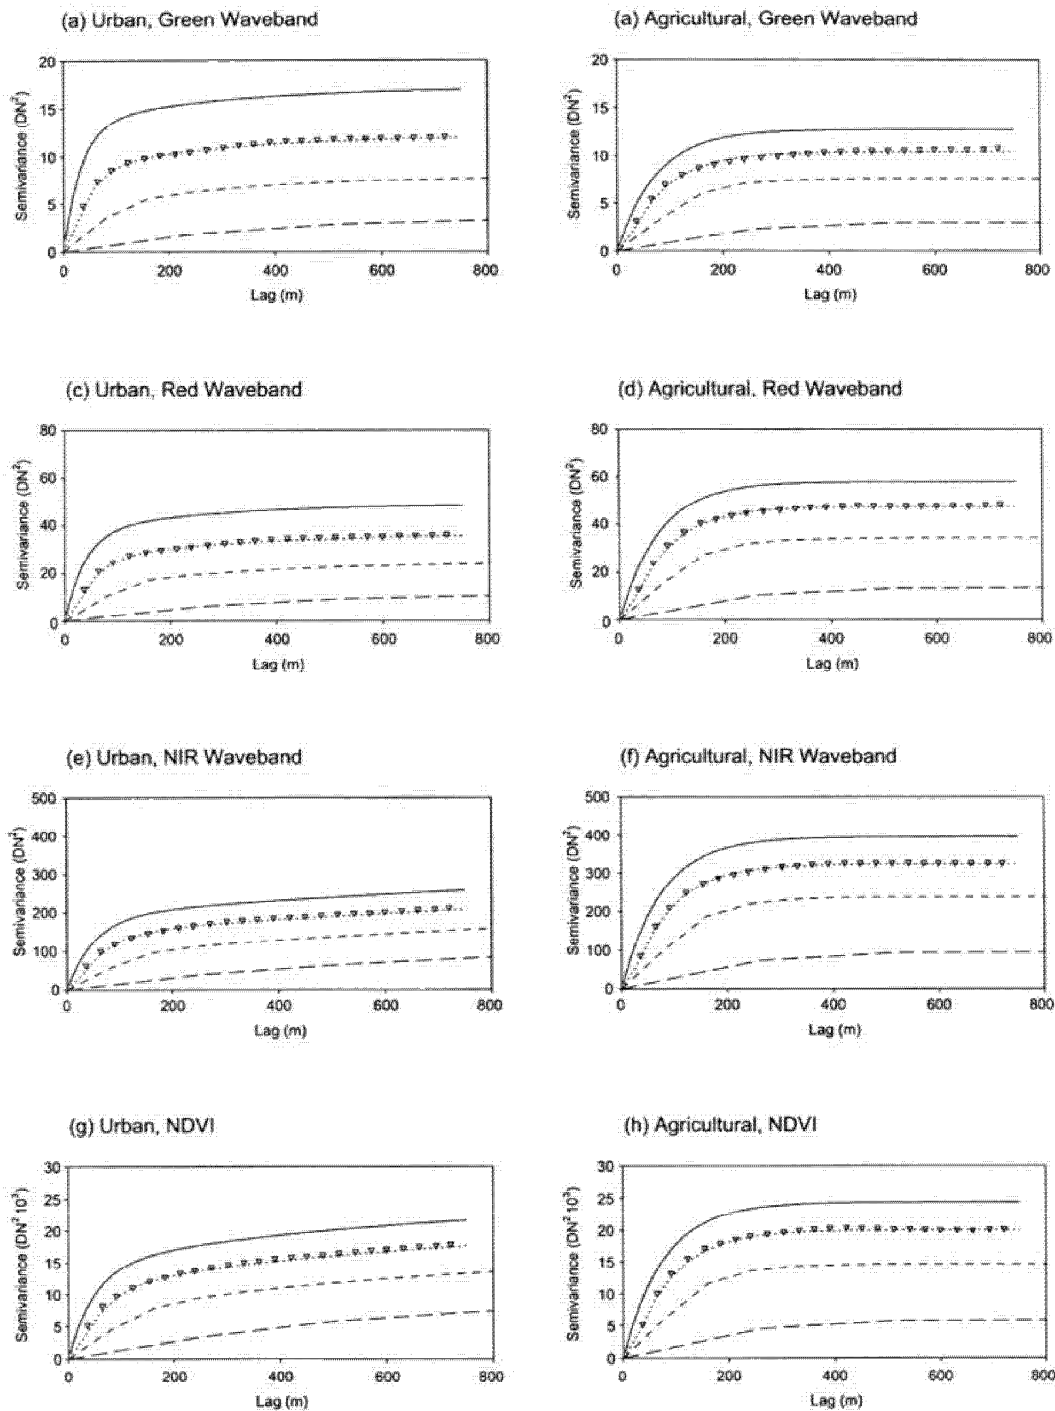 (a) Urban, Green Waveband
(a) Agricultural, Green Waveband
20
15
10
5
0
Semivariance (DN²)
0 200 400 600 800
Lag (m)
20
15
10
5
0
Semivariance (DN²)
0 200 400 600 800
Lag (m)
(c) Urban, Red Waveband
(d) Agricultural, Red Waveband
80
60
40
20
0
Semivariance (DN²)
0 200 400 600 800
Lag (m)
80
60
40
20
0
Semivariance (DN²)
0 200 400 600 800
Lag (m)
(e) Urban, NIR Waveband
(f) Agricultural, NIR Waveband
500
400
300
200
100
0
Semivariance (DN²)
0 200 400 600 800
Lag (m)
500
400
300
200
100
0
Semivariance (DN²)
0 200 400 600 800
Lag (m)
(g) Urban, NDVI
(h) Agricultural, NDVI
30
25
20
15
10
5
0
Semivariance (DN² 10³)
0 200 400 600 800
Lag (m)
30
25
20
15
10
5
0
Semivariance (DN² 10³)
0 200 400 600 800
Lag (m)